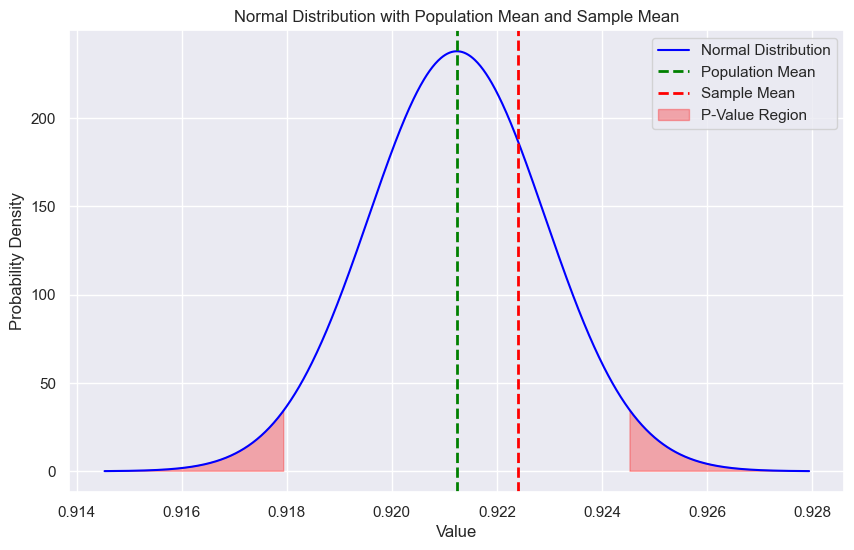 Normal Distribution with Population Mean and Sample Mean
Normal Distribution
Population Mean
Sample Mean
P-Value Region
Probability Density
200
150
100
50
0
0.914 0.916 0.918 0.920 0.922 0.924 0.926 0.928
Value